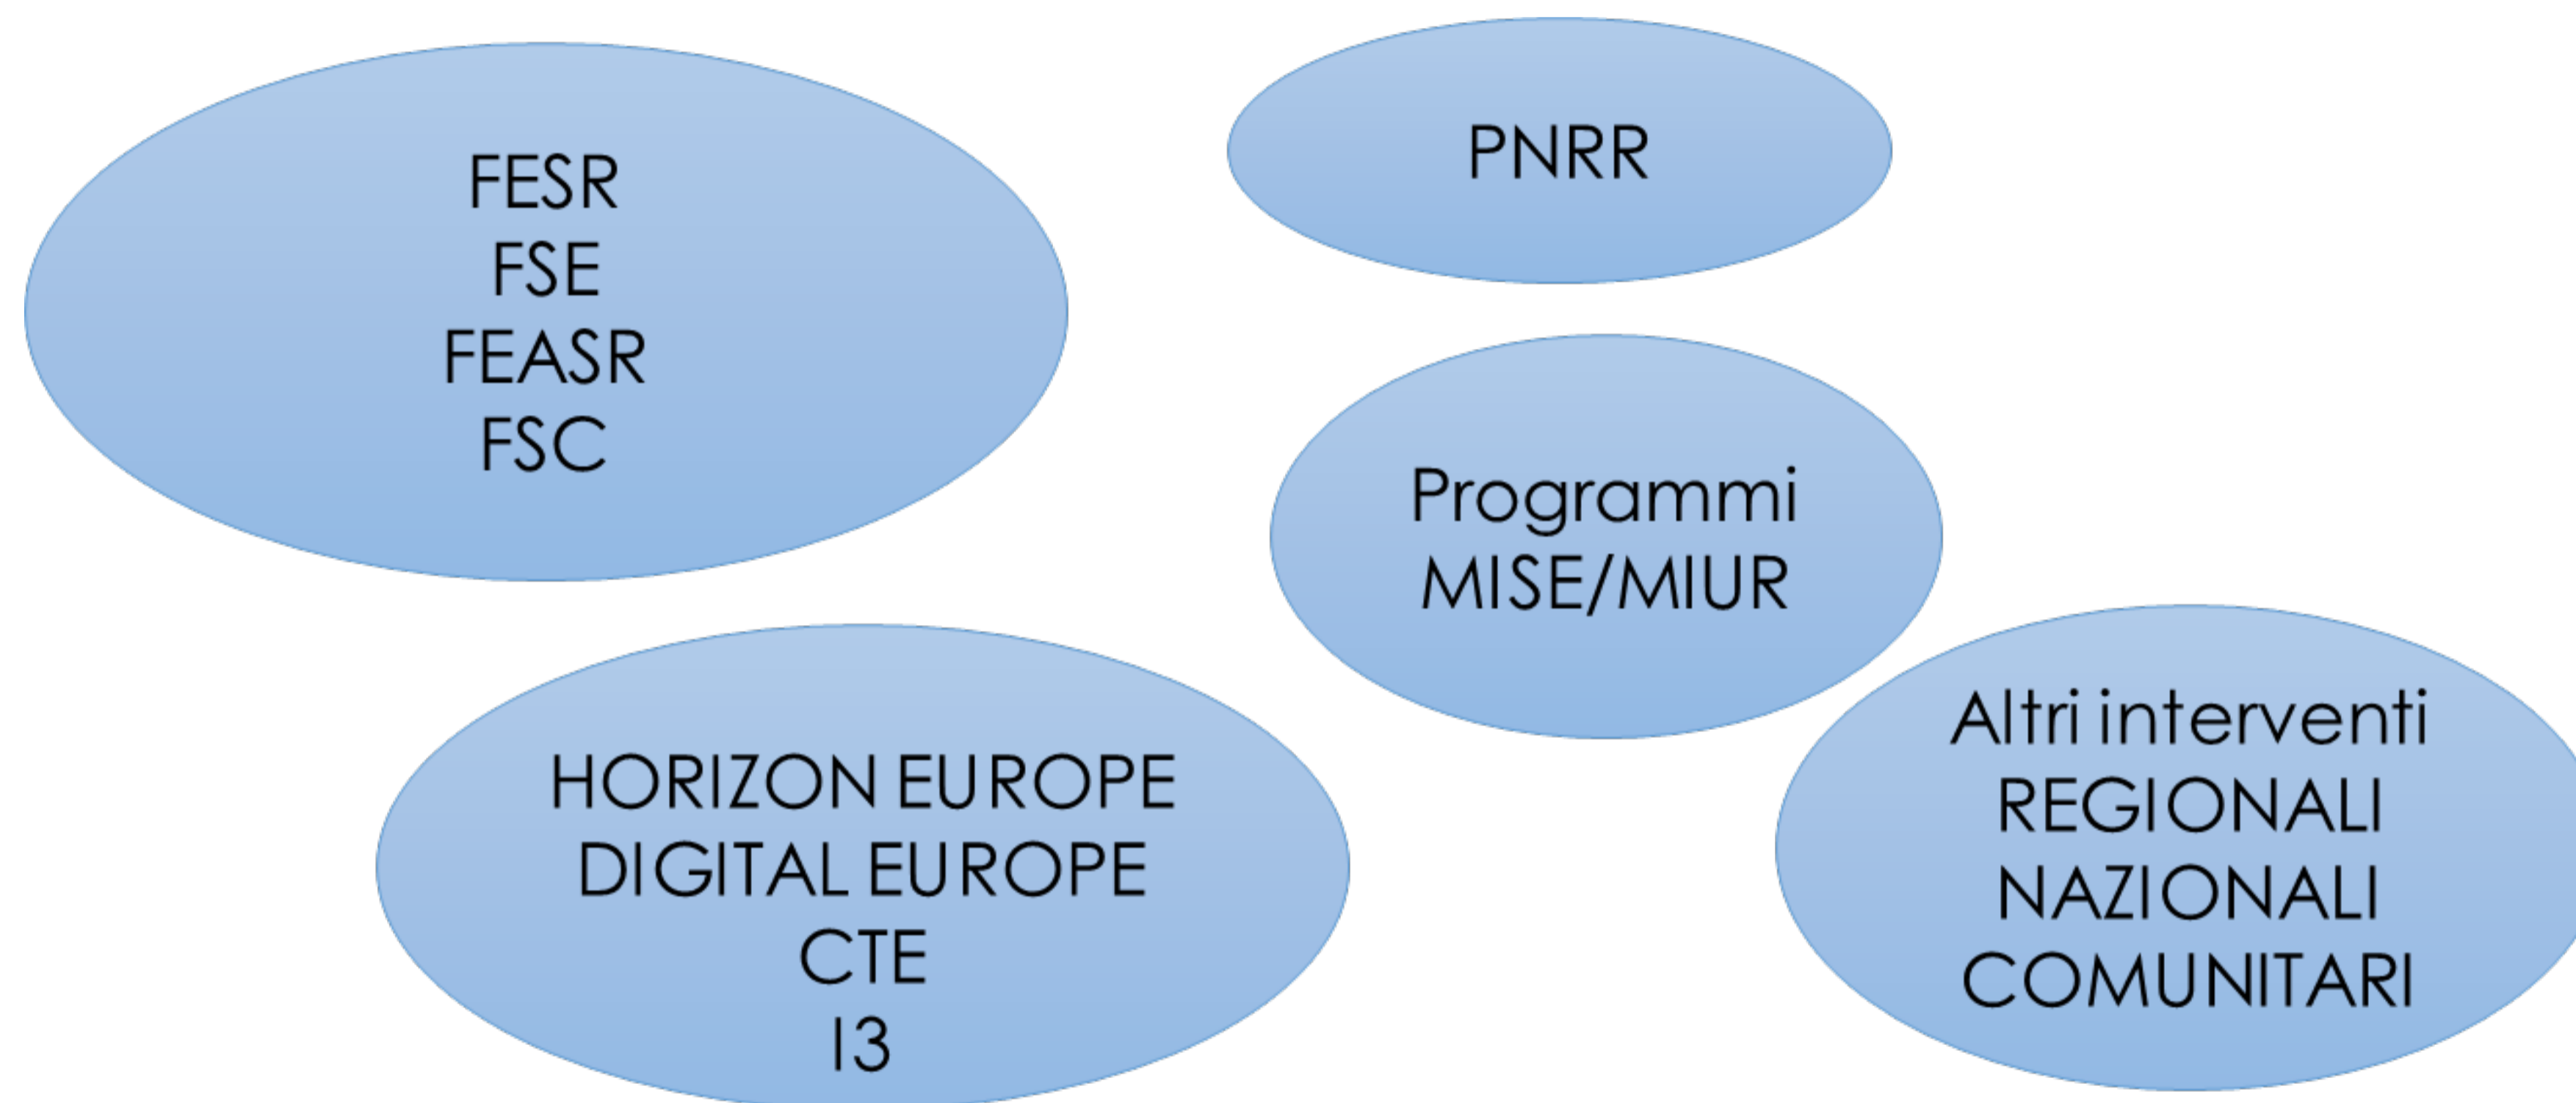 FESR
FSE
FEASR
FSC
PNRR
Programmi
MISE/MIUR
HORIZON EUROPE
DIGITAL EUROPE
CTE
I3
Altri interventi
REGIONALI
NAZIONALI
COMUNITARI